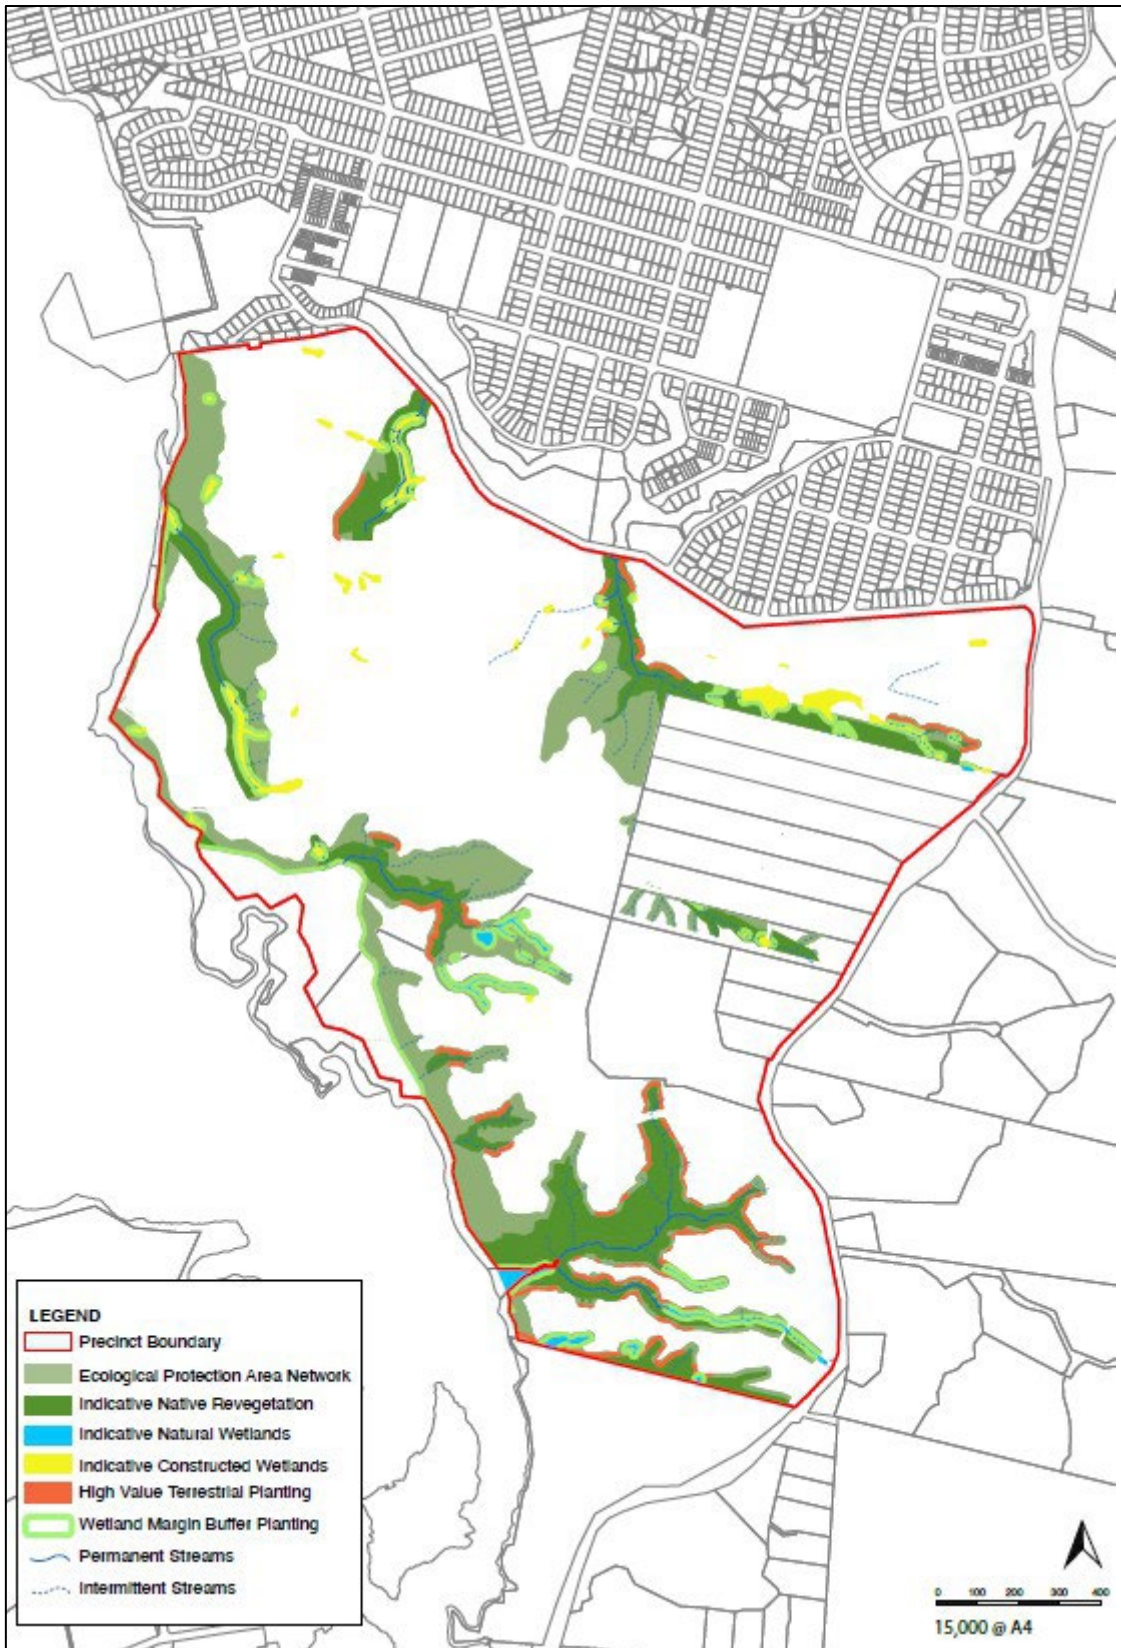 LEGEND
Precinct Boundary
Ecological Protection Area Network
Indicative Native Revegetation
Indicative Natural Wetlands
Indicative Constructed Wetlands
High Value Terrestrial Planting
Wetland Margin Buffer Planting
Permanent Streams
Intermittent Streams
0 100 200 300 400
15,000 @ A4